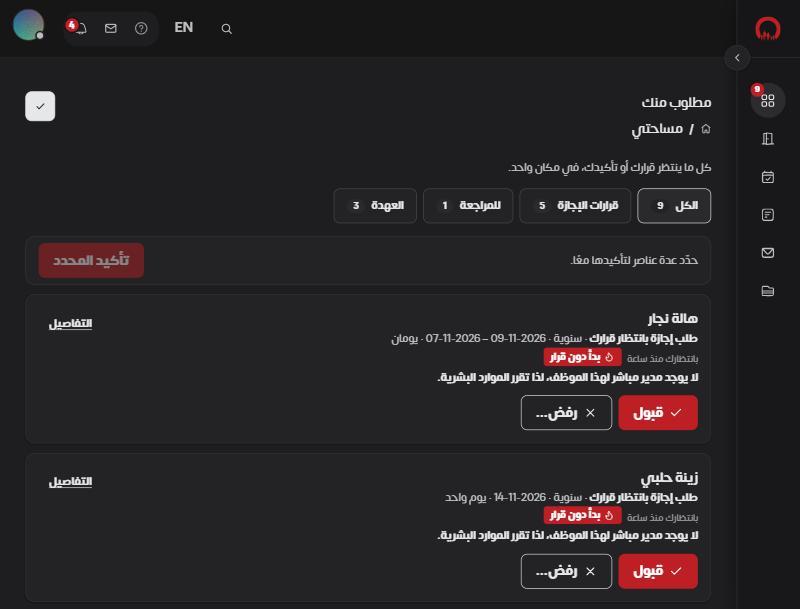 4
EN
9
مطلوب منك
/ مساحتي
كل ما ينتظر قرارك أو تأكيدك، في مكان واحد.
الكل 9
قرارات الإجازة 5
للمراجعة 1
العهدة 3
حدّد عدة عناصر لتأكيدها معًا.
تأكيد المحدد
هالة نجار
التفاصيل
طلب إجازة بانتظار قرارك · سنوية · 2026-11-09 – 2026-11-07 · يومان
بانتظارك منذ ساعة بدأ دون قرار
لا يوجد مدير مباشر لهذا الموظف، لذا تقرر الموارد البشرية.
قبول
رفض...
زينة حلبي
التفاصيل
طلب إجازة بانتظار قرارك · سنوية · 2026-11-14 · يوم واحد
بانتظارك منذ ساعة بدأ دون قرار
لا يوجد مدير مباشر لهذا الموظف، لذا تقرر الموارد البشرية.
قبول
رفض...